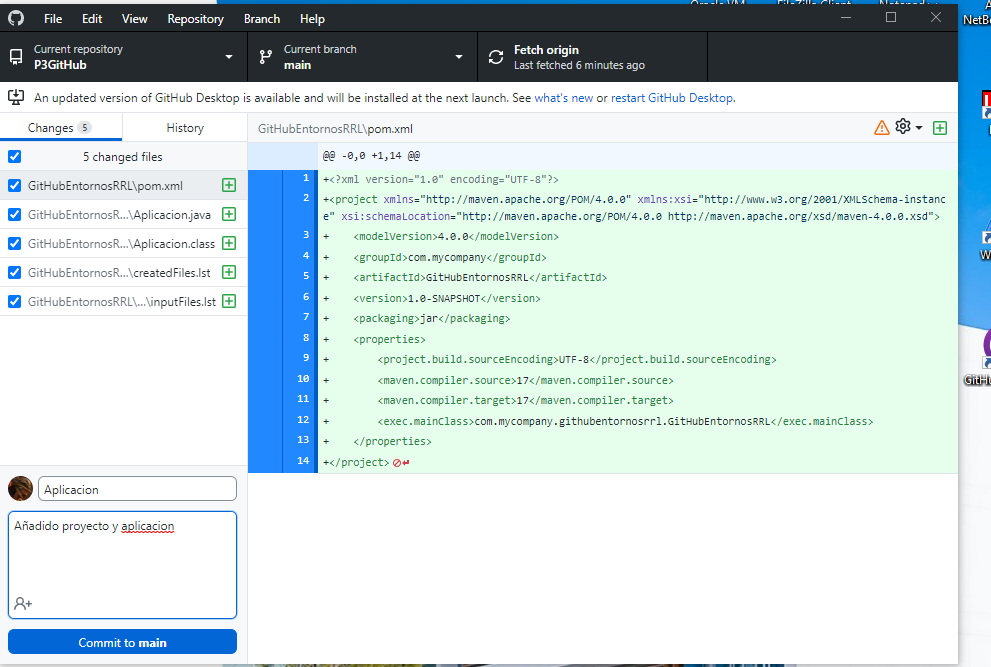 Oracle VM
FileZilla Client
File Edit View Repository Branch Help
NetBe
Current repository
P3GitHub
Current branch
main
Fetch origin
Last fetched 6 minutes ago
An updated version of GitHub Desktop is available and will be installed at the next launch. See what's new or restart GitHub Desktop.
Changes 5
History
GitHubEntornosRRL\pom.xml
5 changed files
GitHubEntornosRRL\pom.xml
GitHubEntornosRRL\...\Aplicacion.java
GitHubEntornosR...\Aplicacion.class
GitHubEntornosRRL...\createdFiles.lst
GitHubEntornosRRL\...\inputFiles.lst
@@ -0,0 +1,14 @@
1 +<?xml version="1.0" encoding="UTF-8"?>
2 +<project xmlns="http://maven.apache.org/POM/4.0.0" xmlns:xsi="http://www.w3.org/2001/XMLSchema-instanc
e" xsi:schemaLocation="http://maven.apache.org/POM/4.0.0 http://maven.apache.org/xsd/maven-4.0.0.xsd">
3 + <modelVersion>4.0.0</modelVersion>
4 + <groupId>com.mycompany</groupId>
5 + <artifactId>GitHubEntornosRRL</artifactId>
6 + <version>1.0-SNAPSHOT</version>
7 + <packaging>jar</packaging>
8 + <properties>
9 + <project.build.sourceEncoding>UTF-8</project.build.sourceEncoding>
10 + <maven.compiler.source>17</maven.compiler.source>
11 + <maven.compiler.target>17</maven.compiler.target>
12 + <exec.mainClass>com.mycompany.githubentornosrrl.GitHubEntornosRRL</exec.mainClass>
13 + </properties>
14 +</project>
GitHu
Aplicacion
Añadido proyecto y aplicacion
Commit to main